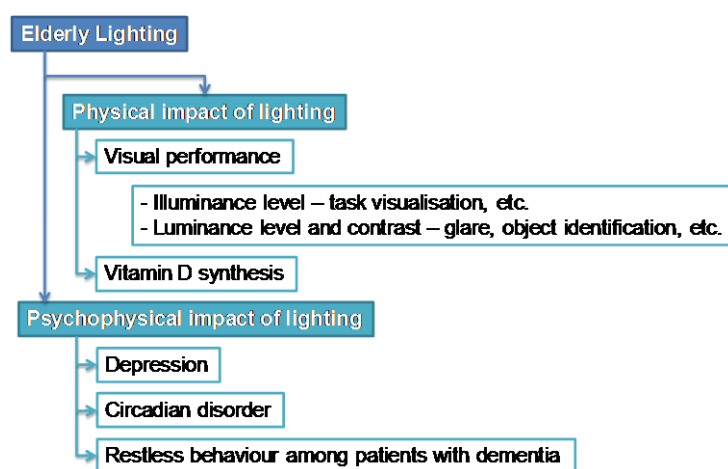 Elderly Lighting
Physical impact of lighting
Visual performance
- Illuminance level – task visualisation, etc.
- Luminance level and contrast – glare, object identification, etc.
Vitamin D synthesis
Psychophysical impact of lighting
Depression
Circadian disorder
Restless behaviour among patients with dementia